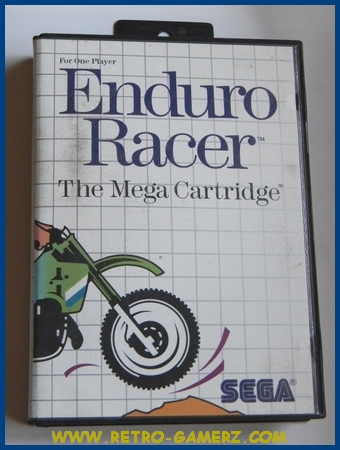 For One Player
Enduro
Racer™
The Mega Cartridge™
SEGA®
WWW.RETRO-GAMERZ.COM